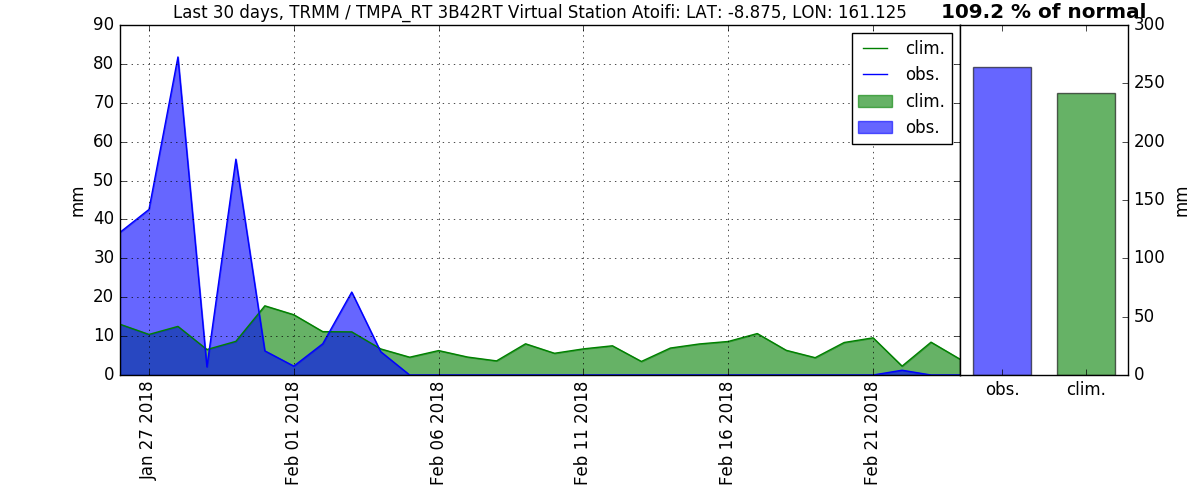 Last 30 days, TRMM / TMPA_RT 3B42RT Virtual Station Atoifi: LAT: -8.875, LON: 161.125
109.2 % of normal
90
80
70
60
50
40
30
20
10
0
mm
clim.
obs.
clim.
obs.
300
250
200
150
100
50
0
mm
Jan 27 2018
Feb 01 2018
Feb 06 2018
Feb 11 2018
Feb 16 2018
Feb 21 2018
obs.
clim.